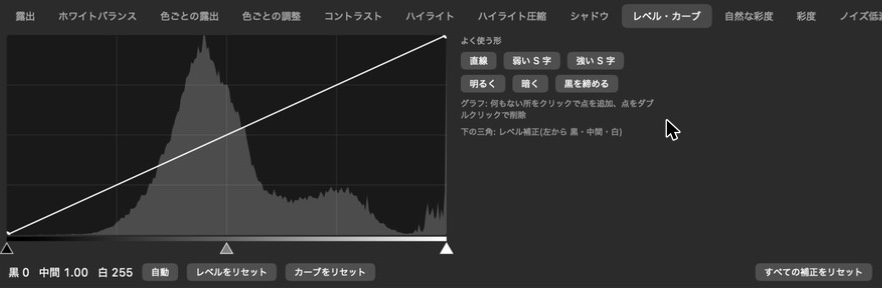 露出 ホワイトバランス 色ごとの露出 色ごとの調整 コントラスト ハイライト ハイライト圧縮 シャドウ レベル・カーブ 自然な彩度 彩度
よく使う形
直線 弱い S 字 強い S 字
明るく 暗く 黒を締める
グラフ: 何もない所をクリックで点を追加、点をダブ
ルクリックで削除
下の三角: レベル補正(左から 黒・中間・白)
黒 0 中間 1.00 白 255 自動 レベルをリセット カーブをリセット すべての補正をリセット